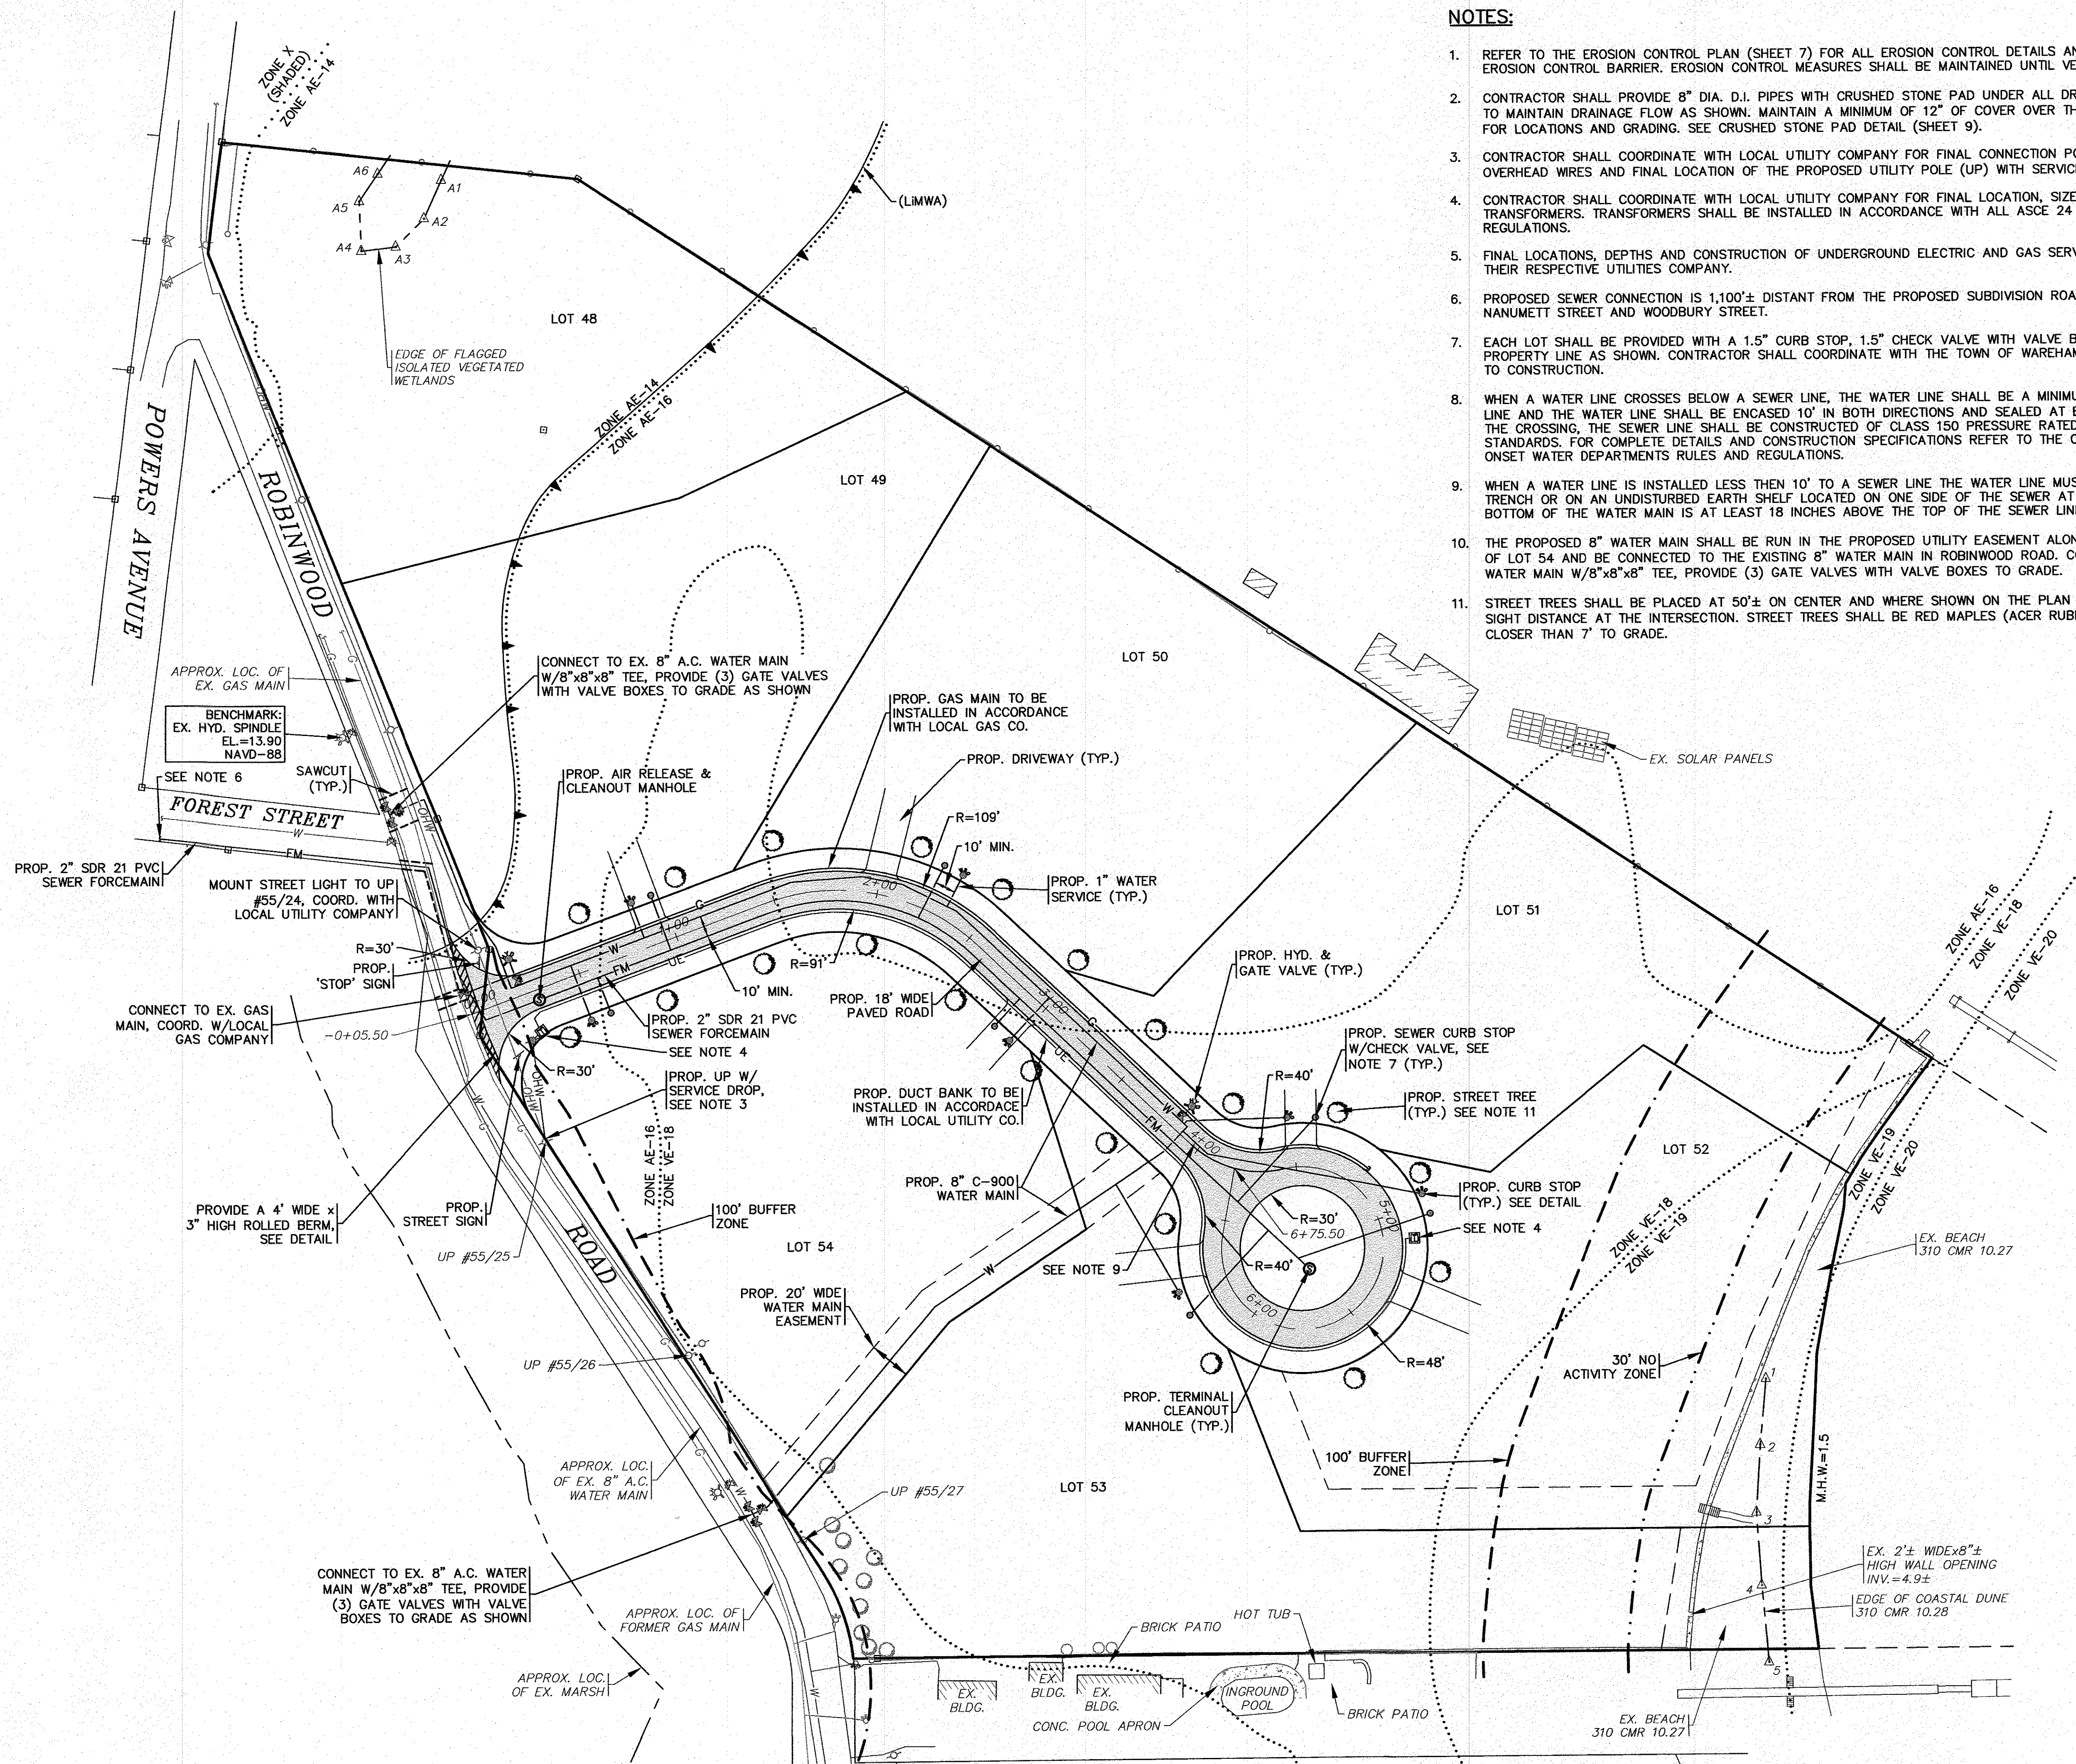 NOTES:
1. REFER TO THE EROSION CONTROL PLAN (SHEET 7) FOR ALL EROSION CONTROL DETAILS AN
EROSION CONTROL BARRIER. EROSION CONTROL MEASURES SHALL BE MAINTAINED UNTIL VE
2. CONTRACTOR SHALL PROVIDE 8" DIA. D.I. PIPES WITH CRUSHED STONE PAD UNDER ALL DR
TO MAINTAIN DRAINAGE FLOW AS SHOWN. MAINTAIN A MINIMUM OF 12" OF COVER OVER TH
FOR LOCATIONS AND GRADING. SEE CRUSHED STONE PAD DETAIL (SHEET 9).
3. CONTRACTOR SHALL COORDINATE WITH LOCAL UTILITY COMPANY FOR FINAL CONNECTION PO
OVERHEAD WIRES AND FINAL LOCATION OF THE PROPOSED UTILITY POLE (UP) WITH SERVIC
4. CONTRACTOR SHALL COORDINATE WITH LOCAL UTILITY COMPANY FOR FINAL LOCATION, SIZE
TRANSFORMERS. TRANSFORMERS SHALL BE INSTALLED IN ACCORDANCE WITH ALL ASCE 24
REGULATIONS.
5. FINAL LOCATIONS, DEPTHS AND CONSTRUCTION OF UNDERGROUND ELECTRIC AND GAS SERV
THEIR RESPECTIVE UTILITIES COMPANY.
6. PROPOSED SEWER CONNECTION IS 1,100'± DISTANT FROM THE PROPOSED SUBDIVISION ROA
NANUMETT STREET AND WOODBURY STREET.
7. EACH LOT SHALL BE PROVIDED WITH A 1.5" CURB STOP, 1.5" CHECK VALVE WITH VALVE B
PROPERTY LINE AS SHOWN. CONTRACTOR SHALL COORDINATE WITH THE TOWN OF WAREHAM
TO CONSTRUCTION.
8. WHEN A WATER LINE CROSSES BELOW A SEWER LINE, THE WATER LINE SHALL BE A MINIMU
LINE AND THE WATER LINE SHALL BE ENCASED 10' IN BOTH DIRECTIONS AND SEALED AT B
THE CROSSING, THE SEWER LINE SHALL BE CONSTRUCTED OF CLASS 150 PRESSURE RATED
STANDARDS. FOR COMPLETE DETAILS AND CONSTRUCTION SPECIFICATIONS REFER TO THE O
ONSET WATER DEPARTMENTS RULES AND REGULATIONS.
9. WHEN A WATER LINE IS INSTALLED LESS THEN 10' TO A SEWER LINE THE WATER LINE MUS
TRENCH OR ON AN UNDISTURBED EARTH SHELF LOCATED ON ONE SIDE OF THE SEWER AT
BOTTOM OF THE WATER MAIN IS AT LEAST 18 INCHES ABOVE THE TOP OF THE SEWER LIN
10. THE PROPOSED 8" WATER MAIN SHALL BE RUN IN THE PROPOSED UTILITY EASEMENT ALON
OF LOT 54 AND BE CONNECTED TO THE EXISTING 8" WATER MAIN IN ROBINWOOD ROAD. CO
WATER MAIN W/8"x8"x8" TEE, PROVIDE (3) GATE VALVES WITH VALVE BOXES TO GRADE.
11. STREET TREES SHALL BE PLACED AT 50'± ON CENTER AND WHERE SHOWN ON THE PLAN
SIGHT DISTANCE AT THE INTERSECTION. STREET TREES SHALL BE RED MAPLES (ACER RUB
CLOSER THAN 7' TO GRADE.
ZONE X
(SHADED)
ZONE AE-14
A6
A1
A5
A2
A4
A3
(LiMWA)
LOT 48
EDGE OF FLAGGED
ISOLATED VEGETATED
WETLANDS
ZONE AE-14
ZONE AE-16
POWERS AVENUE
ROBINWOOD
OHW
LOT 49
LOT 50
APPROX. LOC. OF
EX. GAS MAIN
G
G
BENCHMARK:
EX. HYD. SPINDLE
EL.=13.90
NAVD-88
SEE NOTE 6
SAWCUT
(TYP.)
FOREST STREET
W
FM
OHW
CONNECT TO EX. 8" A.C. WATER MAIN
W/8"x8"x8" TEE, PROVIDE (3) GATE VALVES
WITH VALVE BOXES TO GRADE AS SHOWN
PROP. GAS MAIN TO BE
INSTALLED IN ACCORDANCE
WITH LOCAL GAS CO.
PROP. DRIVEWAY (TYP.)
EX. SOLAR PANELS
PROP. AIR RELEASE &
CLEANOUT MANHOLE
R=109'
10' MIN.
PROP. 1" WATER
SERVICE (TYP.)
PROP. 2" SDR 21 PVC
SEWER FORCEMAIN
MOUNT STREET LIGHT TO UP
#55/24, COORD. WITH
LOCAL UTILITY COMPANY
R=30'
PROP.
'STOP' SIGN
CONNECT TO EX. GAS
MAIN, COORD. W/LOCAL
GAS COMPANY
-0+05.50
1+00
2+00
G
W
FM
UE
R=91'
10' MIN.
PROP. 2" SDR 21 PVC
SEWER FORCEMAIN
SEE NOTE 4
R=30'
PROP. UP W/
SERVICE DROP,
SEE NOTE 3
OHW
OHW
PROP. 18' WIDE
PAVED ROAD
3+00
G
UE
LOT 51
PROP. HYD. &
GATE VALVE (TYP.)
PROP. SEWER CURB STOP
W/CHECK VALVE, SEE
NOTE 7 (TYP.)
R=40'
PROP. STREET TREE
(TYP.) SEE NOTE 11
ZONE AE-16
ZONE VE-18
ZONE VE-20
PROP. DUCT BANK TO BE
INSTALLED IN ACCORDACE
WITH LOCAL UTILITY CO.
W
FM
4+00
PROP. 8" C-900
WATER MAIN
PROP. CURB STOP
(TYP.) SEE DETAIL
SEE NOTE 4
R=30'
6+75.50
5+00
R=40'
SEE NOTE 9
6+00
R=48'
LOT 52
ZONE VE-19
ZONE VE-20
ZONE VE-18
ZONE VE-19
EX. BEACH
310 CMR 10.27
PROVIDE A 4' WIDE x
3" HIGH ROLLED BERM,
SEE DETAIL
PROP.
STREET SIGN
UP #55/25
ROAD
W
G
ZONE AE-16
ZONE VE-18
100' BUFFER
ZONE
LOT 54
W
PROP. 20' WIDE
WATER MAIN
EASEMENT
UP #55/26
G
30' NO
ACTIVITY ZONE
1
2
3
4
5
M.H.W.=1.5
PROP. TERMINAL
CLEANOUT
MANHOLE (TYP.)
100' BUFFER
ZONE
APPROX. LOC.
OF EX. 8" A.C.
WATER MAIN
G
W
UP #55/27
LOT 53
CONNECT TO EX. 8" A.C. WATER
MAIN W/8"x8"x8" TEE, PROVIDE
(3) GATE VALVES WITH VALVE
BOXES TO GRADE AS SHOWN
APPROX. LOC. OF
FORMER GAS MAIN
APPROX. LOC.
OF EX. MARSH
W
EX. 2'± WIDEx8"±
HIGH WALL OPENING
INV.=4.9±
EDGE OF COASTAL DUNE
310 CMR 10.28
BRICK PATIO
HOT TUB
EX.
BLDG.
EX.
BLDG.
EX.
BLDG.
INGROUND
POOL
CONC. POOL APRON
BRICK PATIO
EX. BEACH
310 CMR 10.27